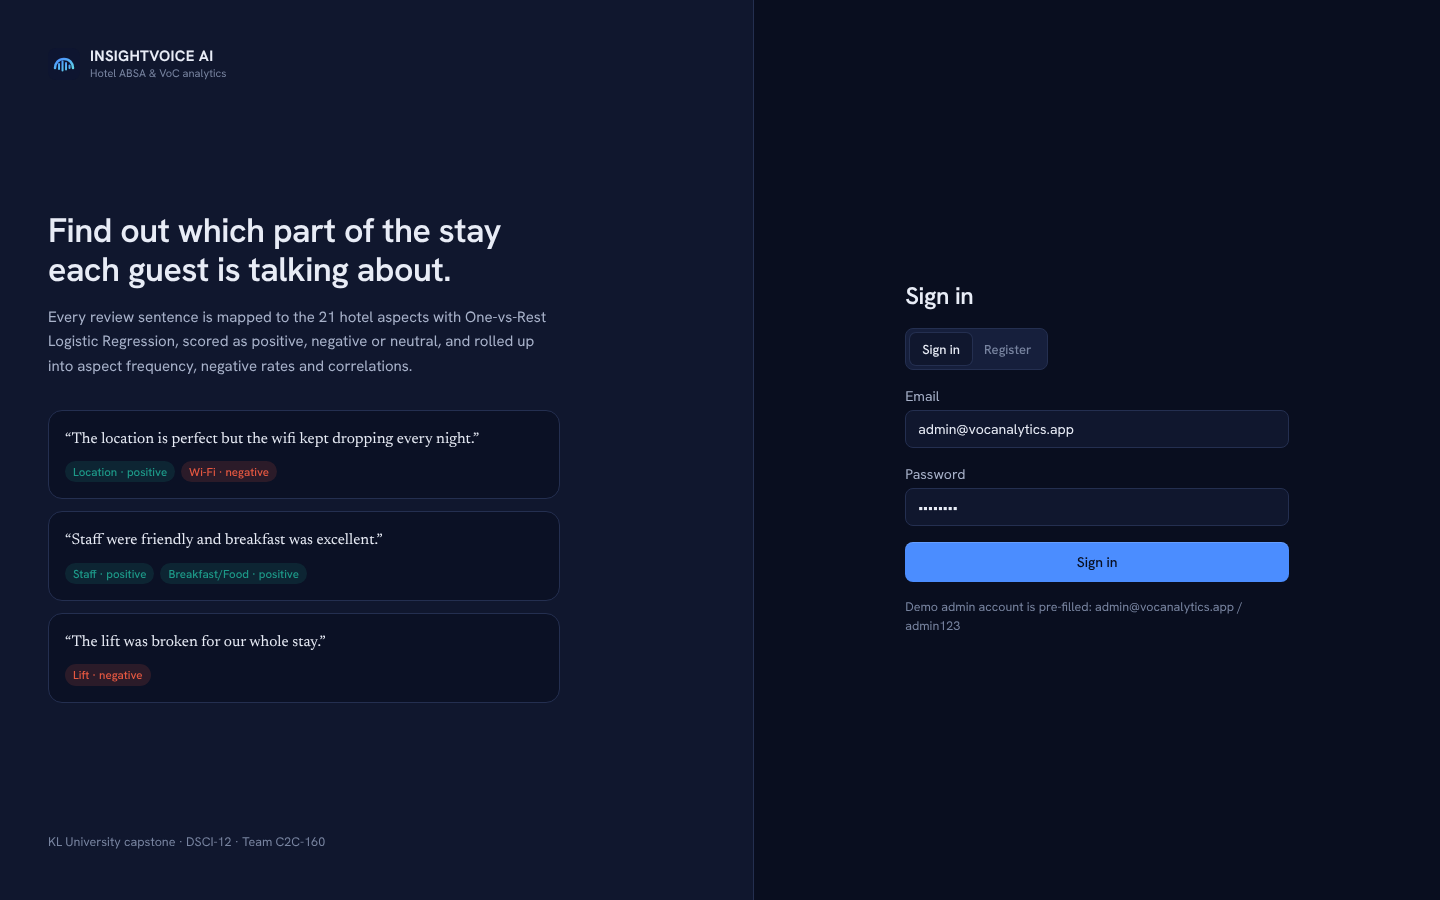 INSIGHTVOICE AI
Hotel ABSA & VoC analytics
Find out which part of the stay
each guest is talking about.
Every review sentence is mapped to the 21 hotel aspects with One-vs-Rest
Logistic Regression, scored as positive, negative or neutral, and rolled up
into aspect frequency, negative rates and correlations.
“The location is perfect but the wifi kept dropping every night.”
Location · positive Wi-Fi · negative
“Staff were friendly and breakfast was excellent.”
Staff · positive Breakfast/Food · positive
“The lift was broken for our whole stay.”
Lift · negative
KL University capstone · DSCI-12 · Team C2C-160
Sign in
Sign in Register
Email
admin@vocanalytics.app
Password
••••••••
Sign in
Demo admin account is pre-filled: admin@vocanalytics.app /
admin123